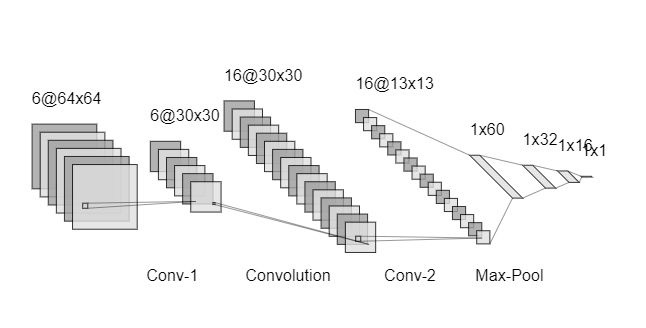 6@64x64
6@30x30
16@30x30
16@13x13
1x60
1x32
1x16
1x1
Conv-1
Convolution
Conv-2
Max-Pool